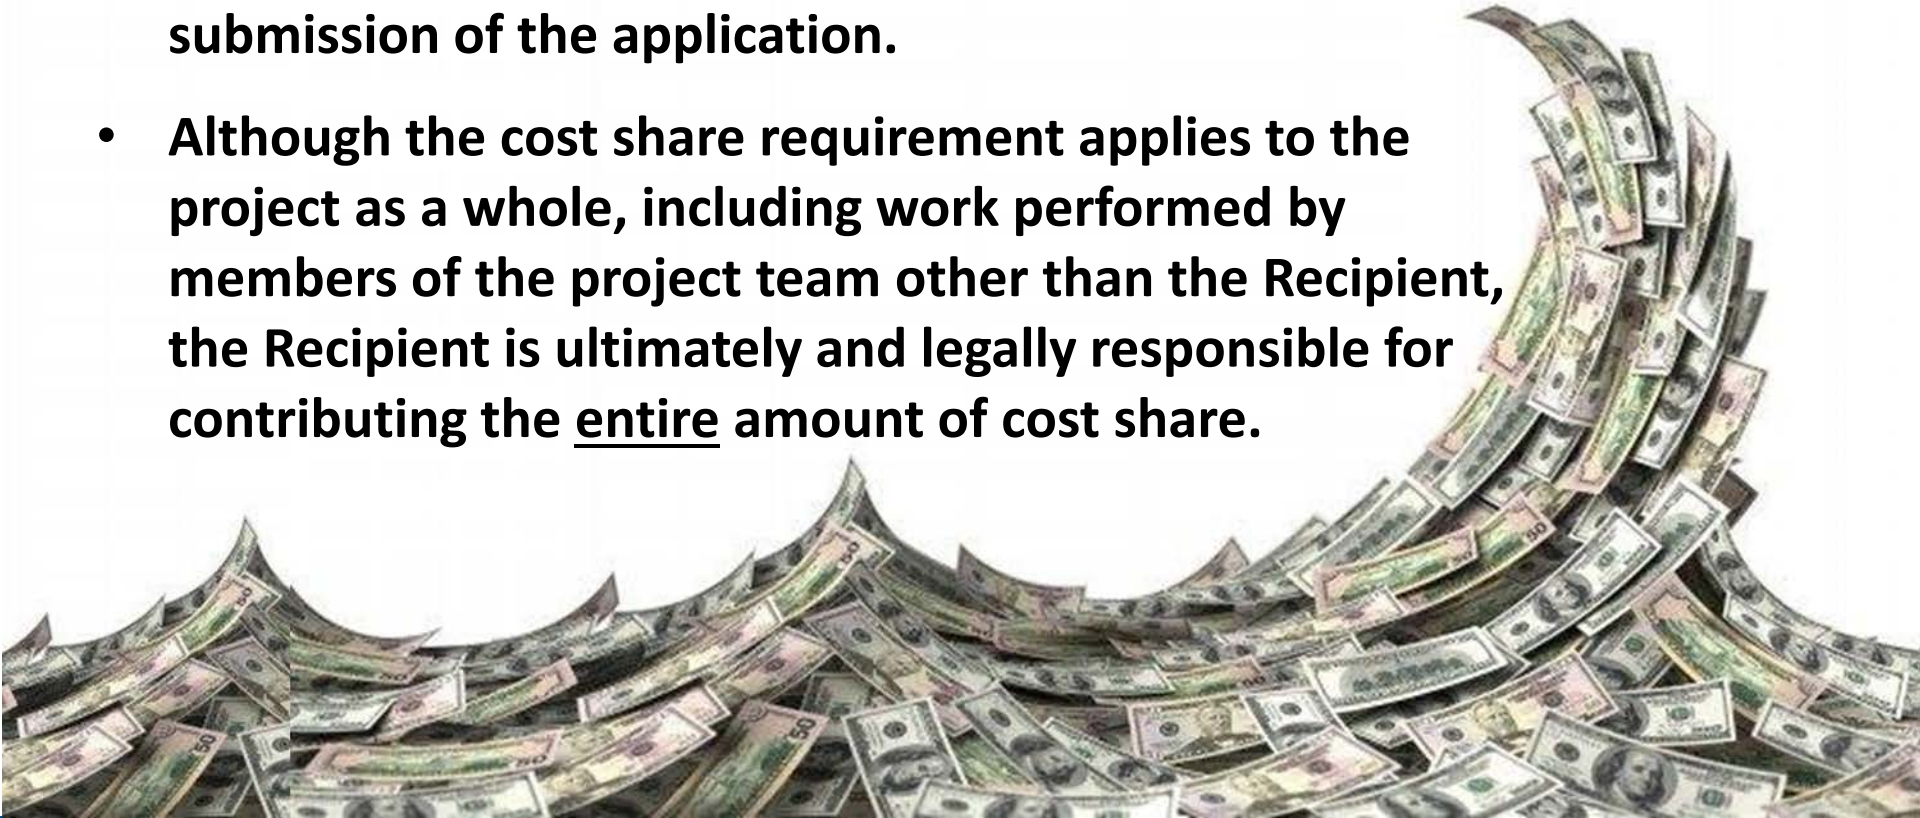 submission of the application.
• Although the cost share requirement applies to the
project as a whole, including work performed by
members of the project team other than the Recipient,
the Recipient is ultimately and legally responsible for
contributing the entire amount of cost share.